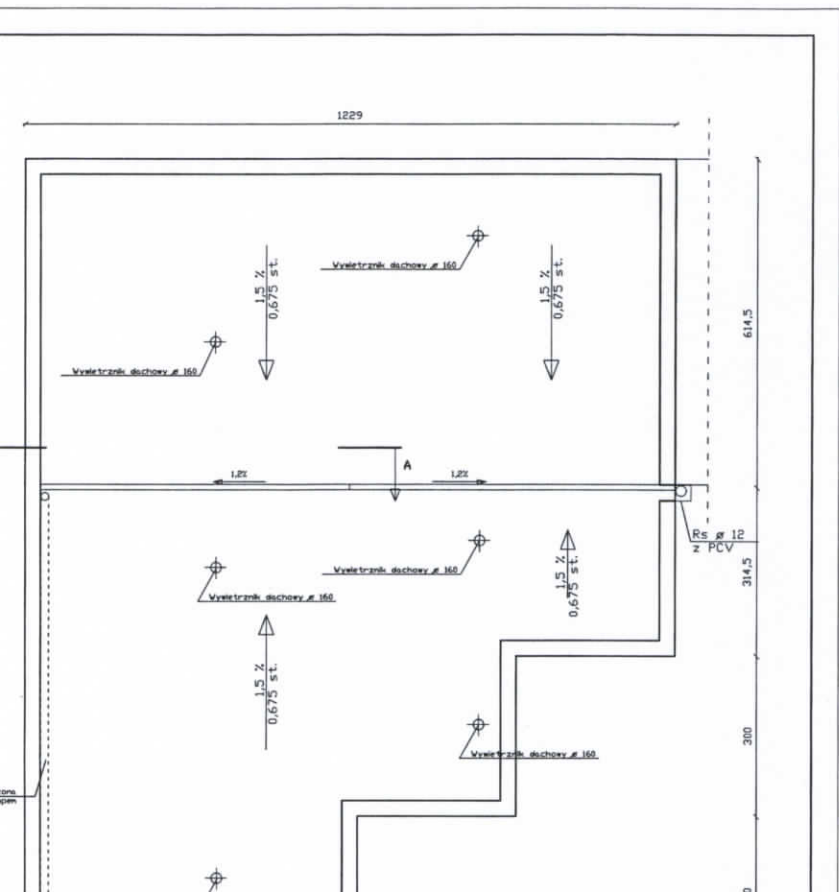 1229
Wywietrznik dachowy ø 160
1,5 %
0,675 st.
1,5 %
0,675 st.
614,5
Wywietrznik dachowy ø 160
A
1,2%
1,2%
Rs ø 12
z PCV
Wywietrznik dachowy ø 160
1,5 %
0,675 st.
314,5
Wywietrznik dachowy ø 160
1,5 %
0,675 st.
300
Wywietrznik dachowy ø 160